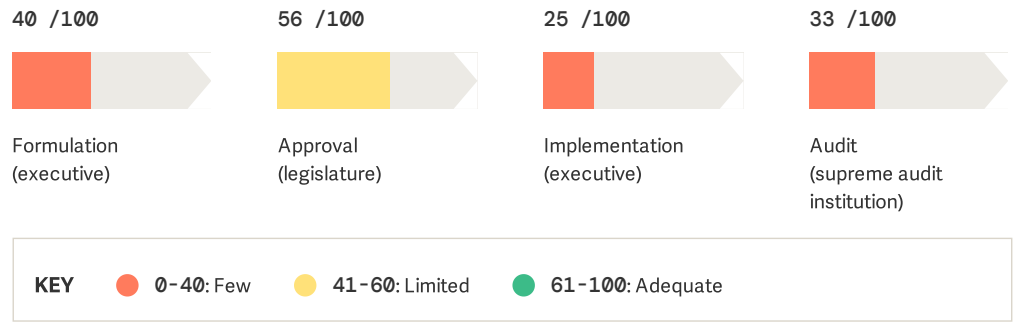 40 /100
56 /100
25 /100
33 /100
Formulation
(executive)
Approval
(legislature)
Implementation
(executive)
Audit
(supreme audit
institution)
KEY
0-40: Few
41-60: Limited
61-100: Adequate